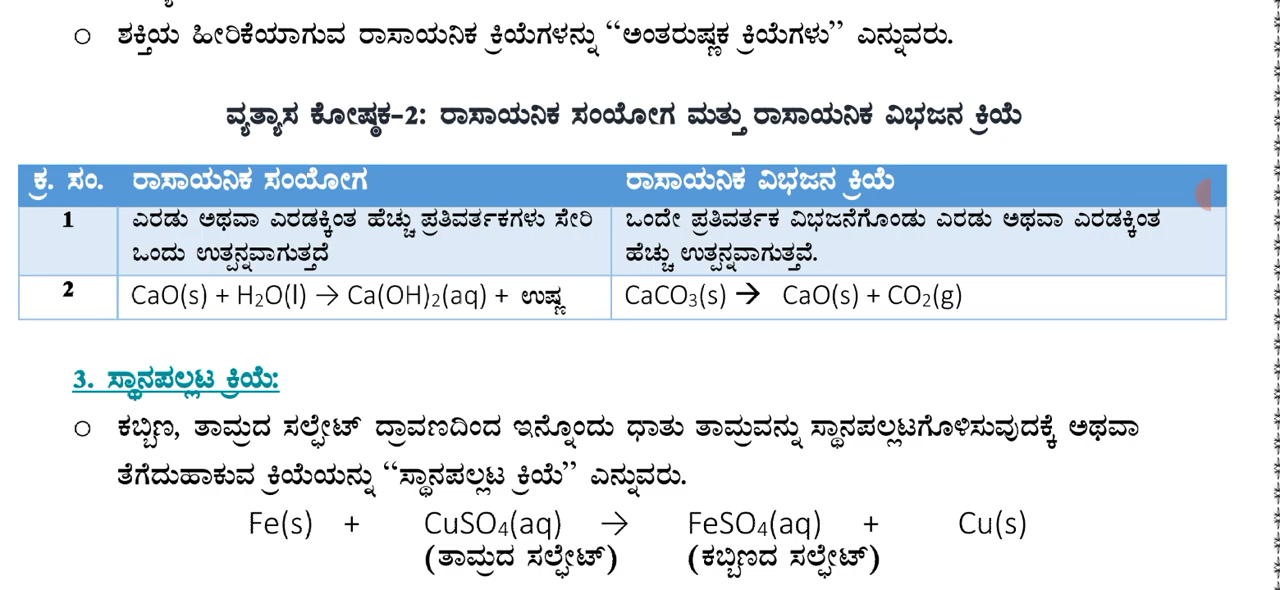 ○ ಶಕ್ತಿಯ ಹೀರಿಕೆಯಾಗುವ ರಾಸಾಯನಿಕ ಕ್ರಿಯೆಗಳನ್ನು “ಅಂತರುಷ್ಣಕ ಕ್ರಿಯೆಗಳು” ಎನ್ನುವರು.
ವ್ಯತ್ಯಾಸ ಕೋಷ್ಠಕ-2: ರಾಸಾಯನಿಕ ಸಂಯೋಗ ಮತ್ತು ರಾಸಾಯನಿಕ ವಿಭಜನ ಕ್ರಿಯೆ
ಕ್ರ. ಸಂ. ರಾಸಾಯನಿಕ ಸಂಯೋಗ ರಾಸಾಯನಿಕ ವಿಭಜನ ಕ್ರಿಯೆ
1 ಎರಡು ಅಥವಾ ಎರಡಕ್ಕಿಂತ ಹೆಚ್ಚು ಪ್ರತಿವರ್ತಕಗಳು ಸೇರಿ ಒಂದೇ ಪ್ರತಿವರ್ತಕ ವಿಭಜನೆಗೊಂಡು ಎರಡು ಅಥವಾ ಎರಡಕ್ಕಿಂತ
ಒಂದು ಉತ್ಪನ್ನವಾಗುತ್ತದೆ ಹೆಚ್ಚು ಉತ್ಪನ್ನವಾಗುತ್ತವೆ.
2 CaO(s) + H₂O(l) → Ca(OH)₂(aq) + ಉಷ್ಣ CaCO₃(s) → CaO(s) + CO₂(g)
3. ಸ್ಥಾನಪಲ್ಲಟ ಕ್ರಿಯೆ:
○ ಕಬ್ಬಿಣ, ತಾಮ್ರದ ಸಲ್ಫೇಟ್ ದ್ರಾವಣದಿಂದ ಇನ್ನೊಂದು ಧಾತು ತಾಮ್ರವನ್ನು ಸ್ಥಾನಪಲ್ಲಟಗೊಳಿಸುವುದಕ್ಕೆ ಅಥವಾ
ತೆಗೆದುಹಾಕುವ ಕ್ರಿಯೆಯನ್ನು “ಸ್ಥಾನಪಲ್ಲಟ ಕ್ರಿಯೆ” ಎನ್ನುವರು.
Fe(s) + CuSO₄(aq) → FeSO₄(aq) + Cu(s)
(ತಾಮ್ರದ ಸಲ್ಫೇಟ್) (ಕಬ್ಬಿಣದ ಸಲ್ಫೇಟ್)